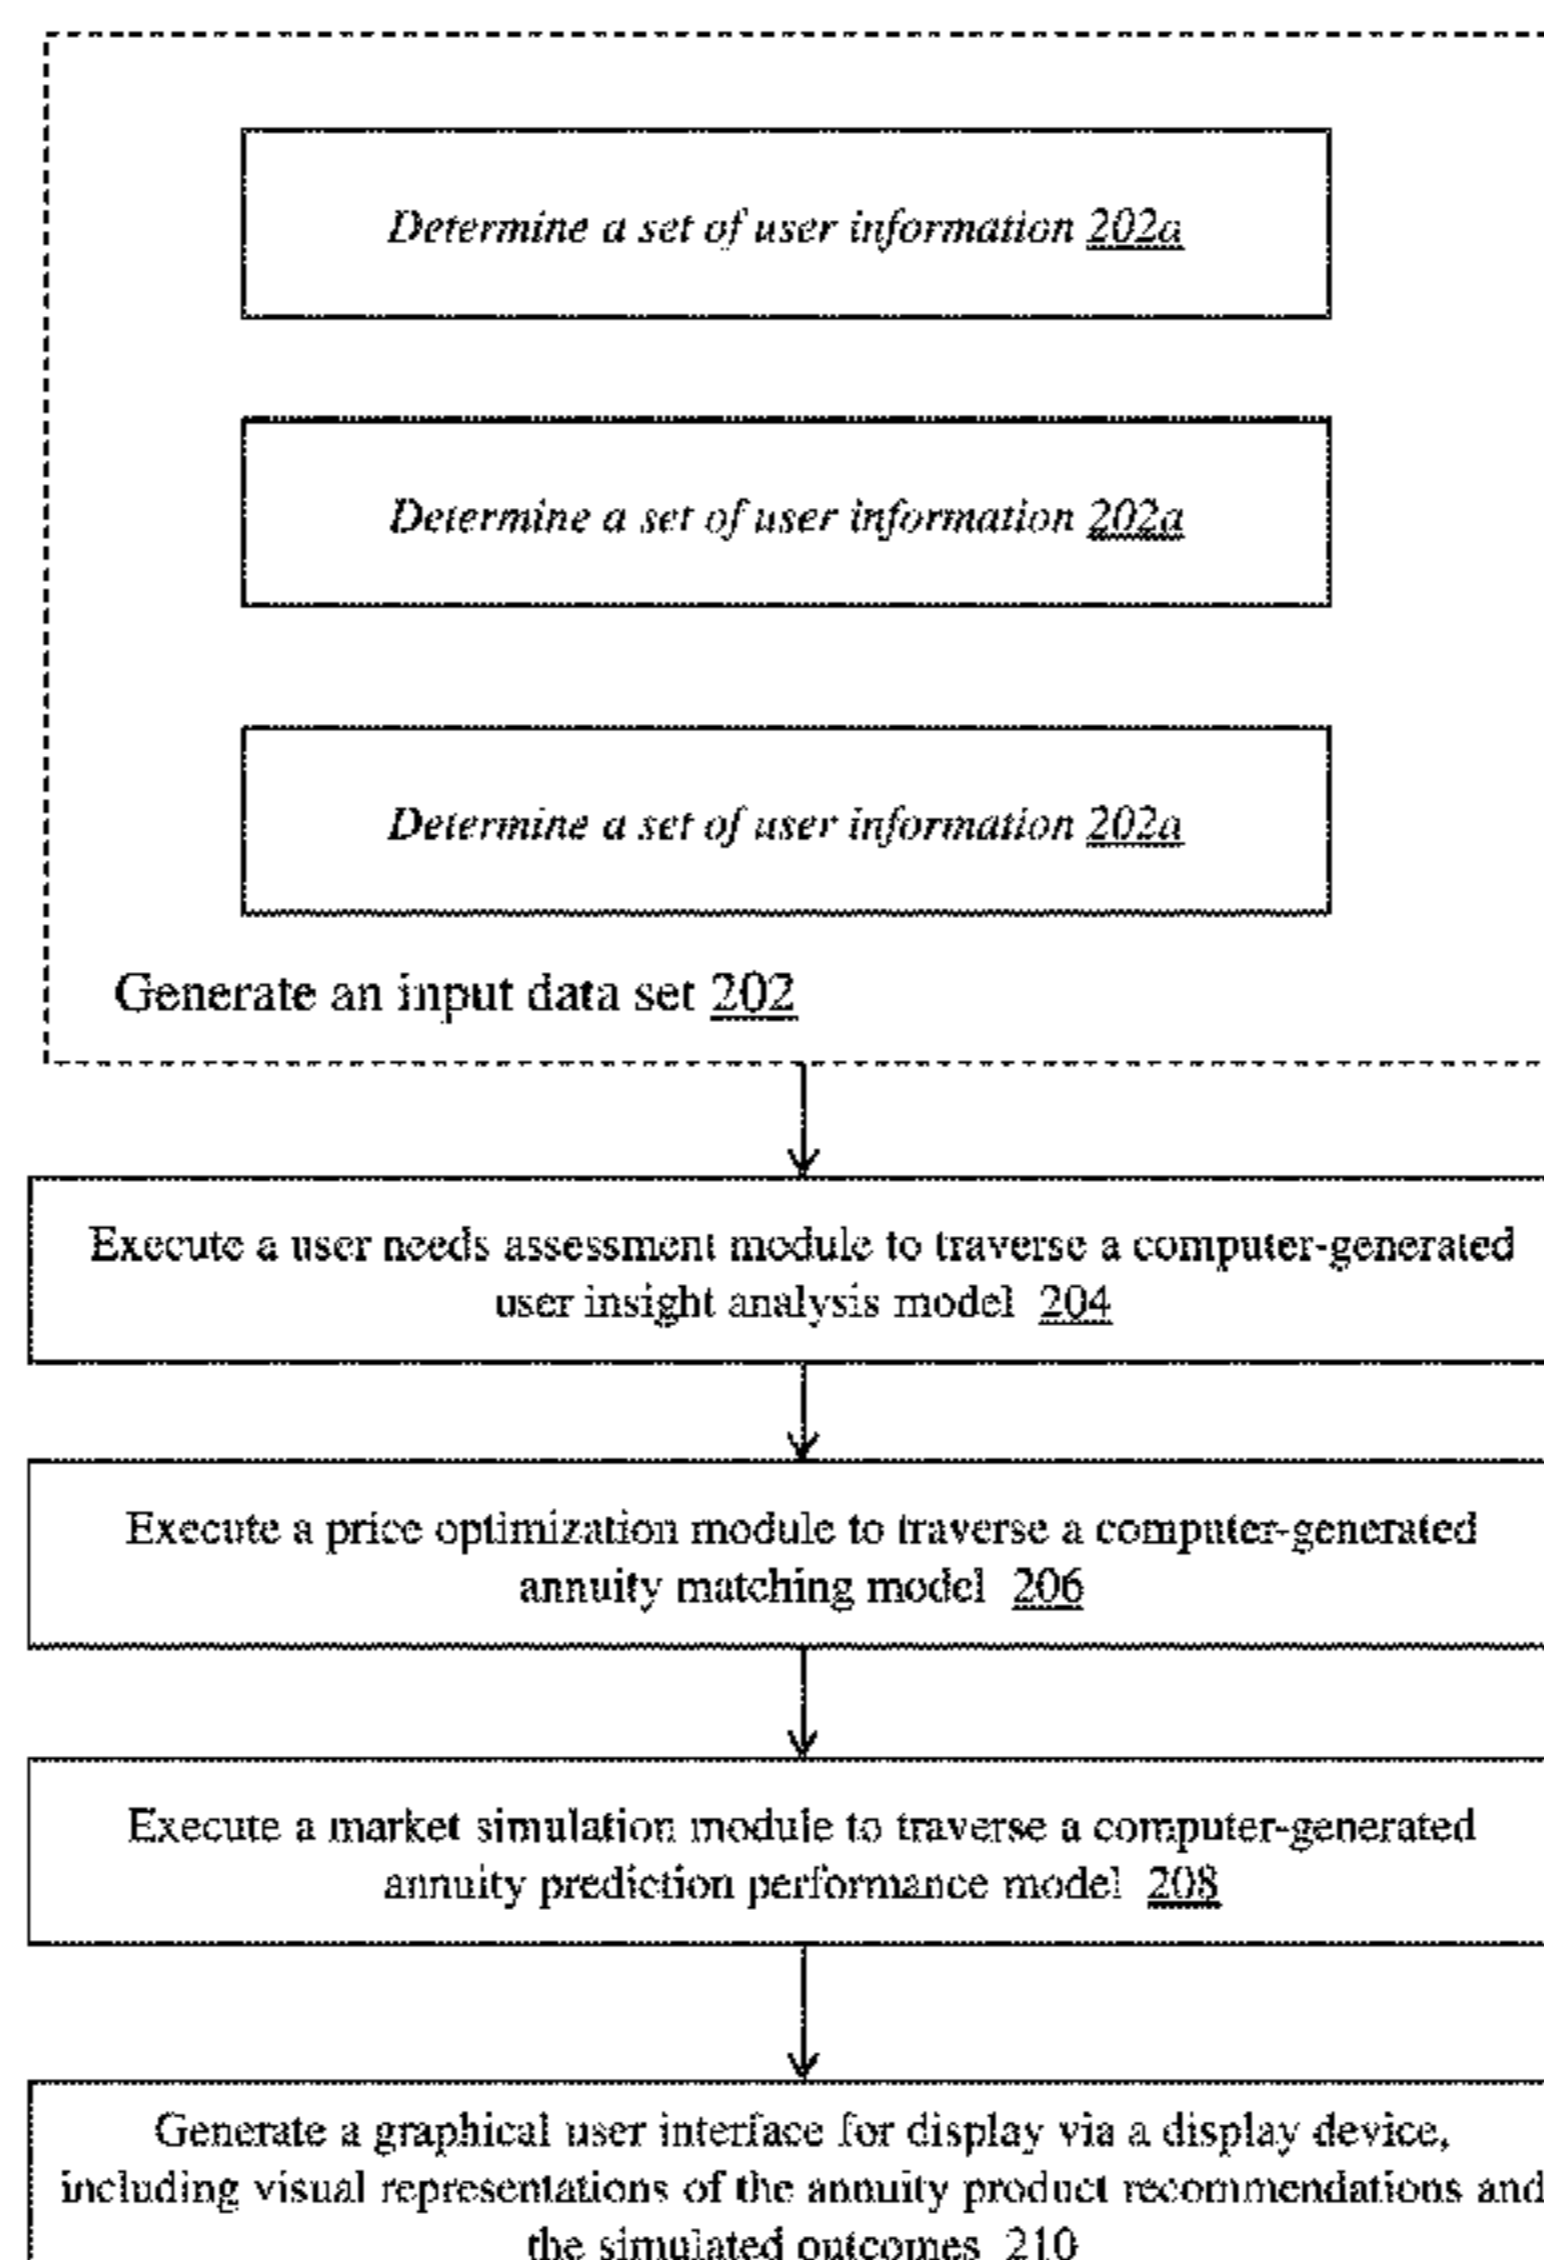 Determine a set of user information 202a
Determine a set of user information 202a
Determine a set of user information 202a
Generate an input data set 202
Execute a user needs assessment module to traverse a computer-generated
user insight analysis model 204
Execute a price optimization module to traverse a computer-generated
annuity matching model 206
Execute a market simulation module to traverse a computer-generated
annuity prediction performance model 208
Generate a graphical user interface for display via a display device,
including visual representations of the annuity product recommendations and
the simulated outcomes 210